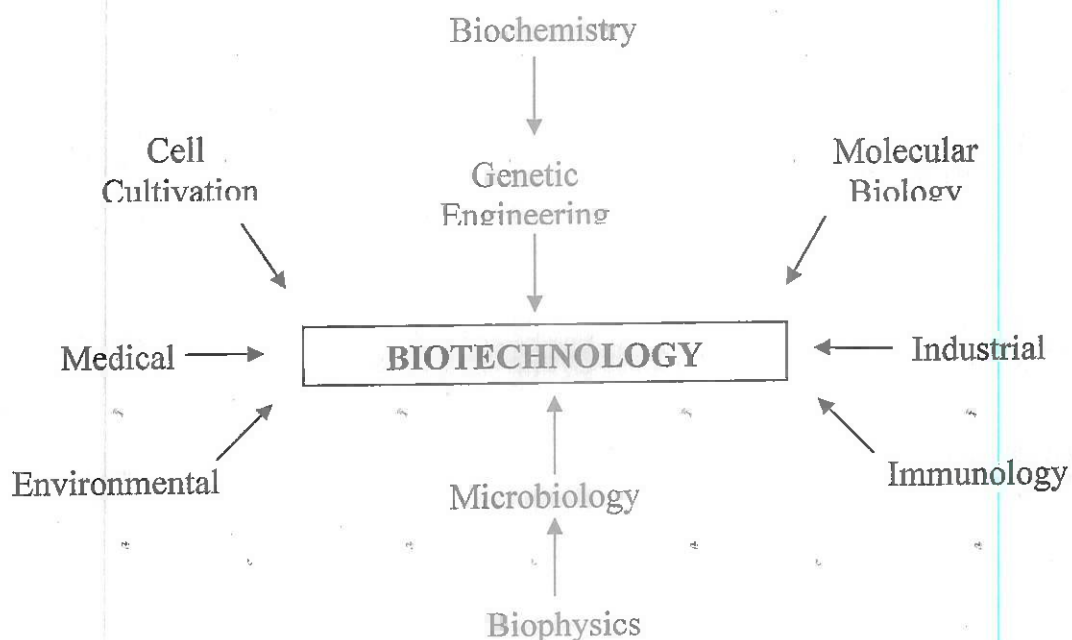 Biochemistry
Cell
Cultivation
Genetic
Engineering
Molecular
Biology
Medical
BIOTECHNOLOGY
Industrial
Environmental
Microbiology
Immunology
Biophysics